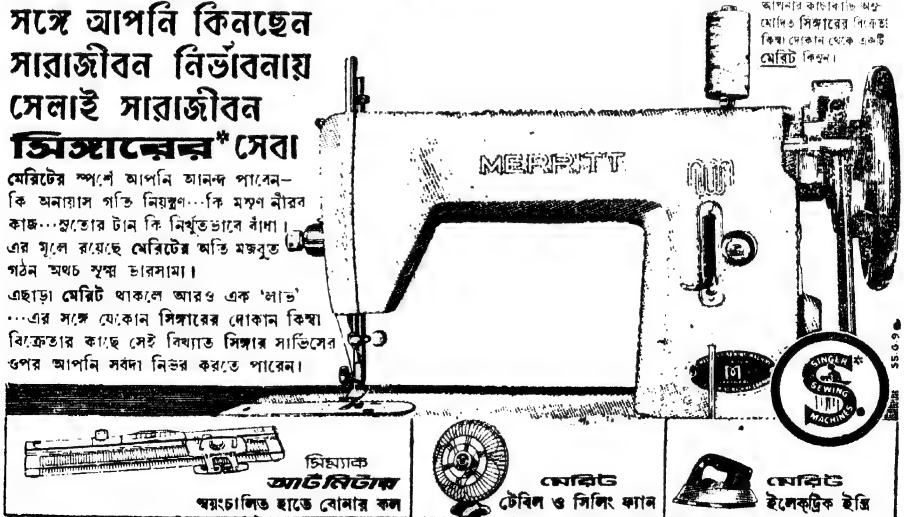 সঙ্গে আপনি কিনছেন
সারাজীবন নির্ভাবনায়
সেলাই সারাজীবন
সিঙ্গারের* সেবা
মেরিটের স্পর্শে আপনি আনন্দ পাবেন—
কি অনায়াস গতি নিয়ন্ত্রণ···কি মসৃণ নীরব
কাজ···সুতোর টান কি নিখুঁতভাবে বাঁধা।
এর মূলে রয়েছে মেরিটের অতি মজবুত
গঠন অথচ সূক্ষ্ম ভারসাম্য।
এছাড়া মেরিট থাকলে আরও এক 'লাভ'
···এর সঙ্গে যেকোন সিঙ্গারের দোকান কিম্বা
বিক্রেতার কাছে সেই বিখ্যাত সিঙ্গার সার্ভিসের
ওপর আপনি সর্বদা নির্ভর করতে পারেন।
আপনার কাছাকাছি অনু-
মোদিত সিঙ্গারের বিক্রেতা
কিম্বা দোকান থেকে একটি
মেরিট কিনুন।
MERRITT
M
SINGER
SEWING
MACHINES
সিম্যাক
আর্টমিটার
স্বয়ংচালিত হাতে বোনার কল
মেরিট
টেবিল ও সিলিং ফ্যান
মেরিট
ইলেক্‌ট্রিক ইস্ত্রি